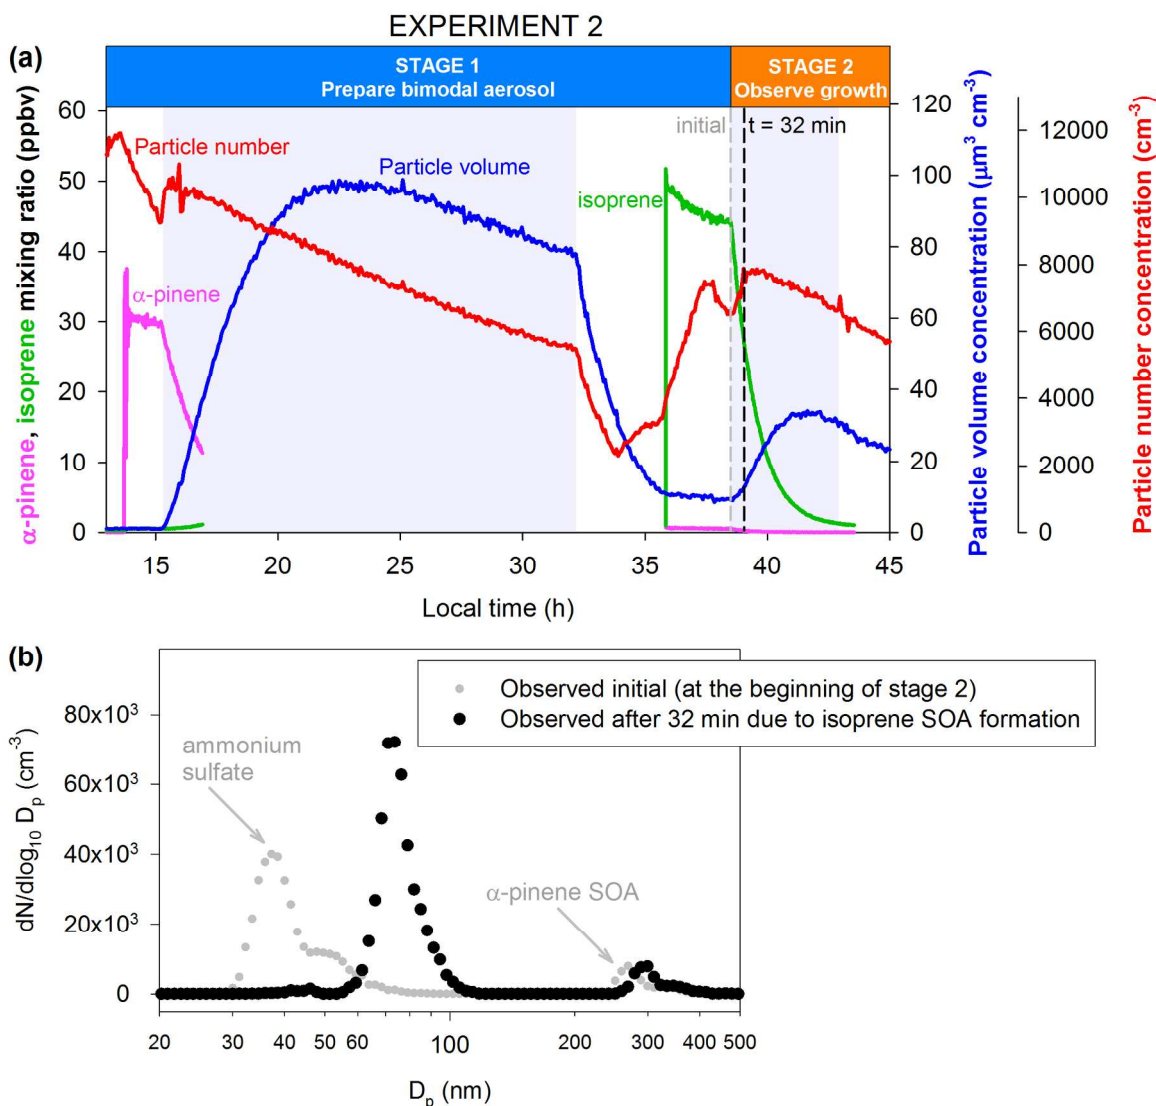 EXPERIMENT 2
(a)
STAGE 1
Prepare bimodal aerosol
STAGE 2
Observe growth
initial
t = 32 min
Particle number
Particle volume
isoprene
α-pinene
α-pinene, isoprene mixing ratio (ppbv)
60
50
40
30
20
10
0
120
100
80
60
40
20
0
Particle volume concentration (μm³ cm⁻³)
12000
10000
8000
6000
4000
2000
0
Particle number concentration (cm⁻³)
15 20 25 30 35 40 45
Local time (h)
(b)
Observed initial (at the beginning of stage 2)
Observed after 32 min due to isoprene SOA formation
ammonium
sulfate
α-pinene SOA
dN/dlog₁₀ Dₚ (cm⁻³)
80x10³
60x10³
40x10³
20x10³
0
20 30 40 50 60 100 200 300 400 500
Dₚ (nm)